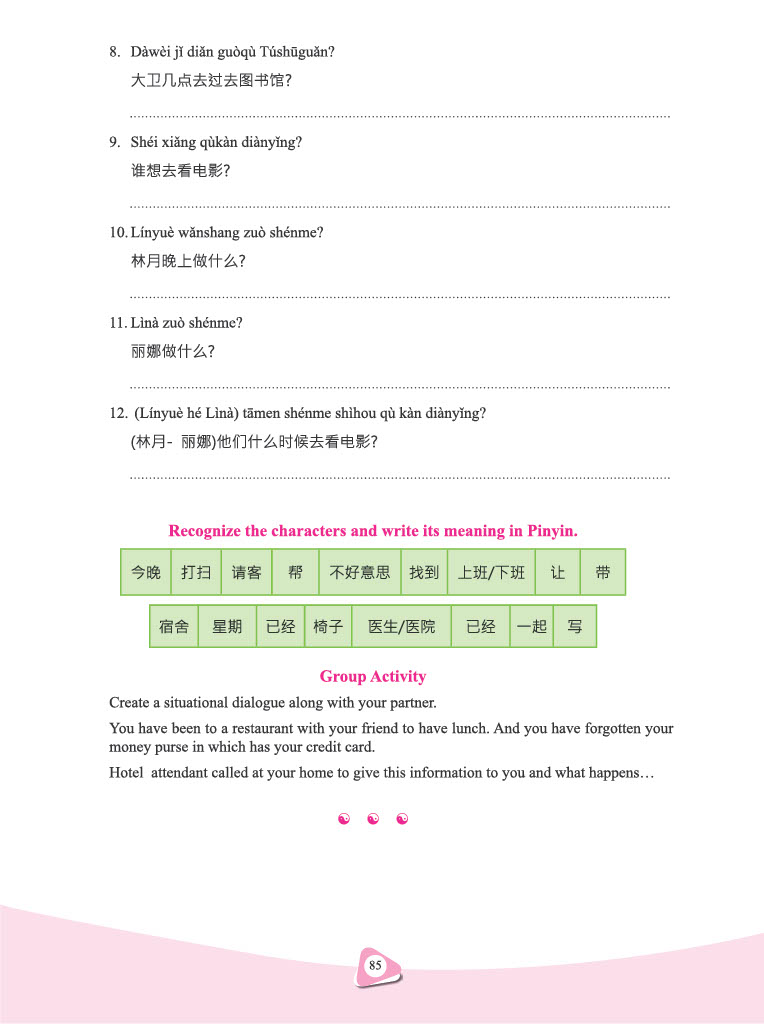 8. Dàwèi jǐ diǎn guòqù Túshūguǎn?
大卫几点去过去图书馆?
9. Shéi xiǎng qùkàn diànyǐng?
谁想去看电影?
10. Línyuè wǎnshang zuò shénme?
林月晚上做什么?
11. Lìnà zuò shénme?
丽娜做什么?
12. (Línyuè hé Lìnà) tāmen shénme shìhou qù kàn diànyǐng?
(林月- 丽娜)他们什么时候去看电影?
Recognize the characters and write its meaning in Pinyin.
今晚 打扫 请客 帮 不好意思 找到 上班/下班 让 带
宿舍 星期 已经 椅子 医生/医院 已经 一起 写
Group Activity
Create a situational dialogue along with your partner.
You have been to a restaurant with your friend to have lunch. And you have forgotten your
money purse in which has your credit card.
Hotel attendant called at your home to give this information to you and what happens…
85